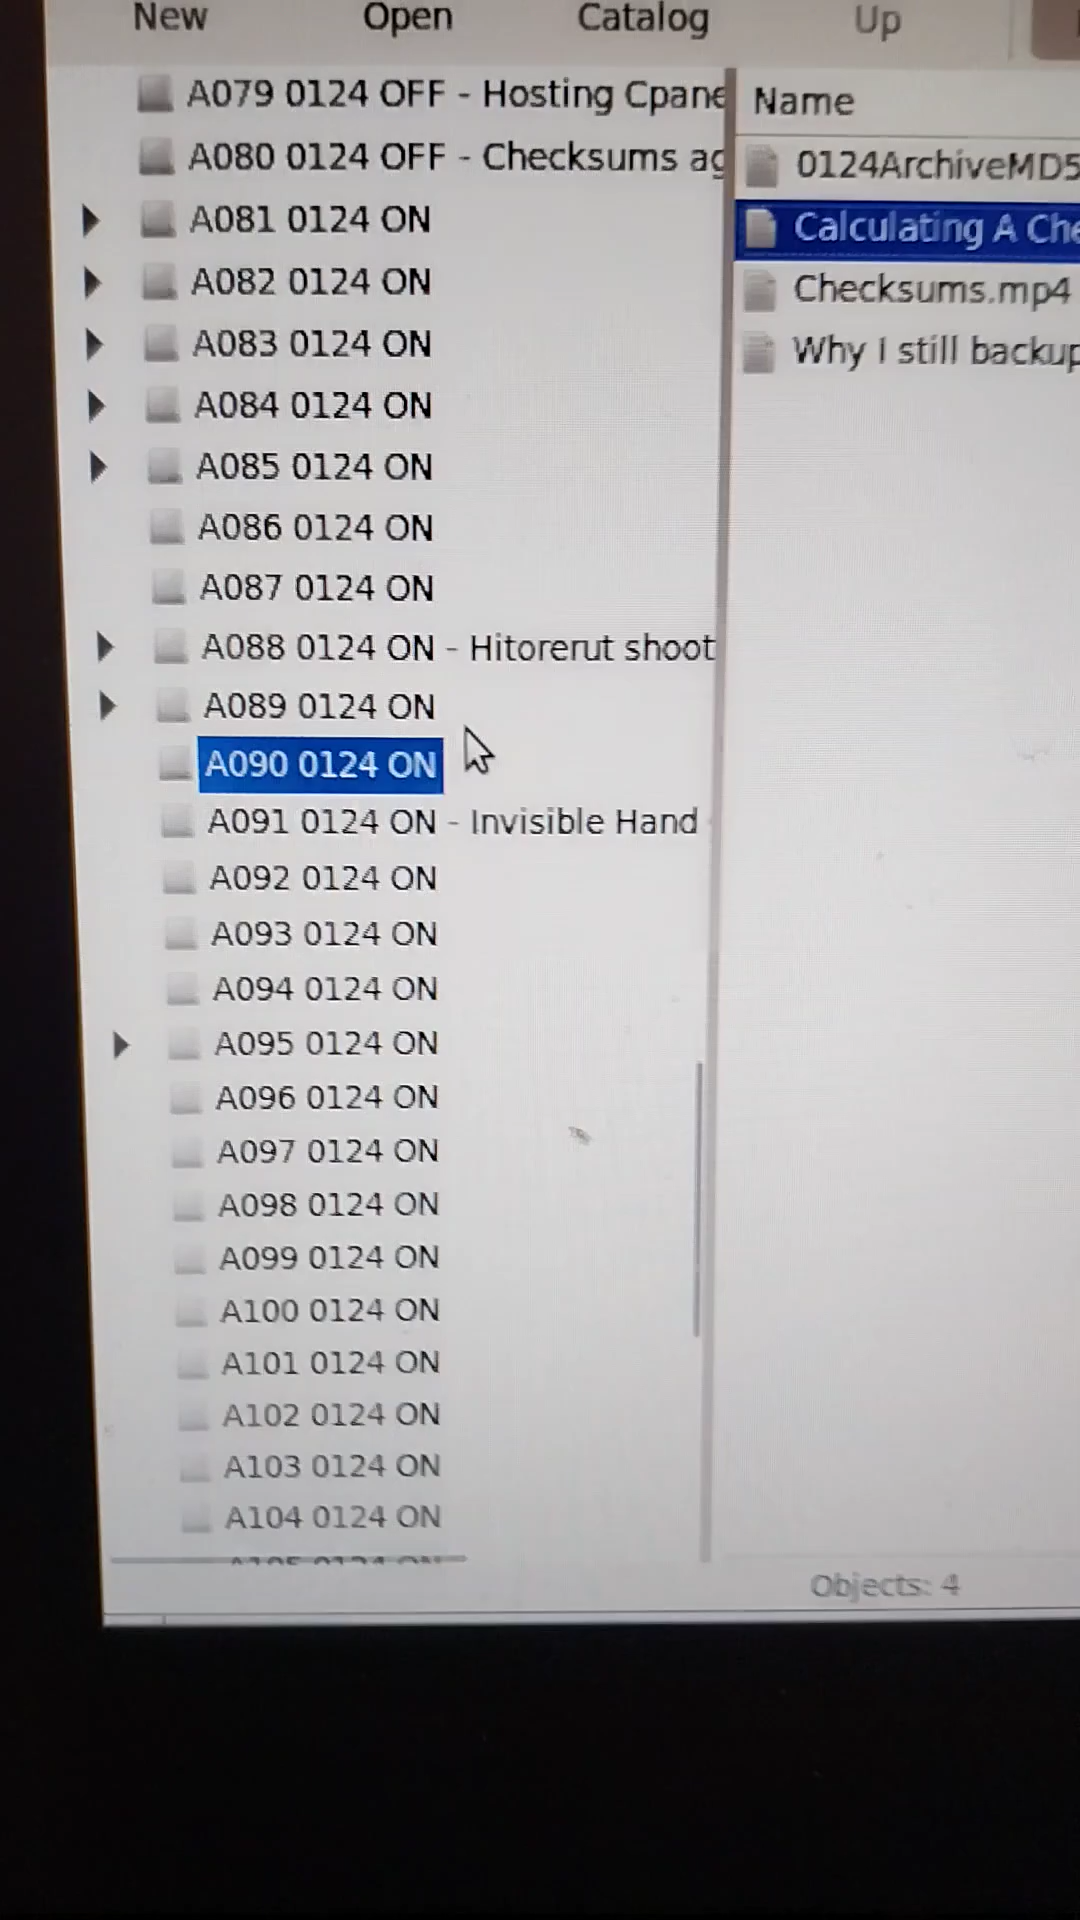 New Open Catalog Up
A079 0124 OFF - Hosting Cpane
A080 0124 OFF - Checksums ag
A081 0124 ON
A082 0124 ON
A083 0124 ON
A084 0124 ON
A085 0124 ON
A086 0124 ON
A087 0124 ON
A088 0124 ON - Hitorerut shoot
A089 0124 ON
A090 0124 ON
A091 0124 ON - Invisible Hand
A092 0124 ON
A093 0124 ON
A094 0124 ON
A095 0124 ON
A096 0124 ON
A097 0124 ON
A098 0124 ON
A099 0124 ON
A100 0124 ON
A101 0124 ON
A102 0124 ON
A103 0124 ON
A104 0124 ON
Name
0124ArchiveMD5
Calculating A Che
Checksums.mp4
Why I still backup
Objects: 4